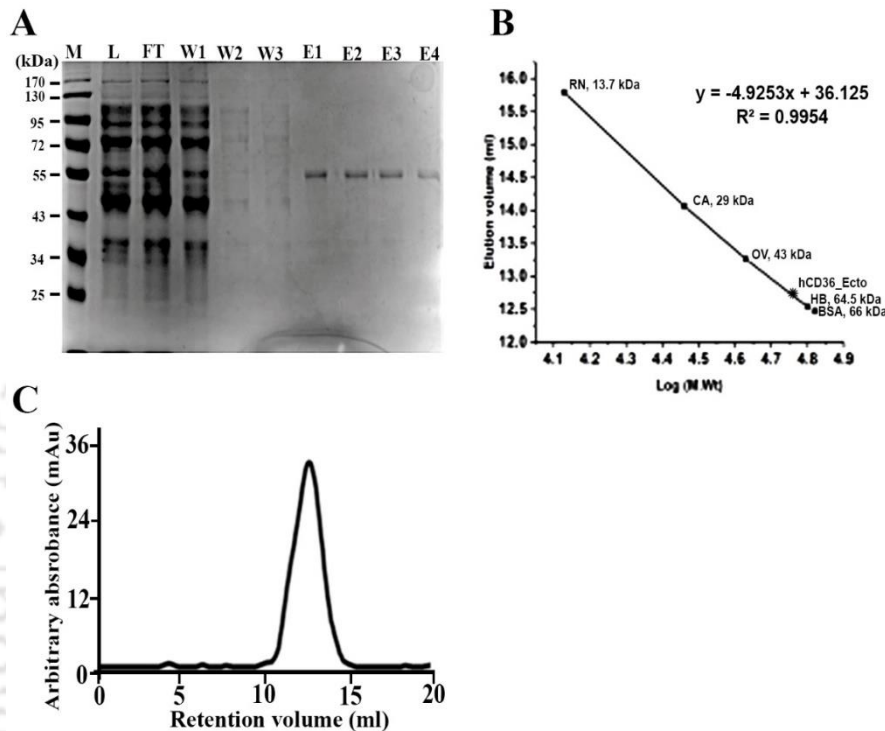 A
(kDa) M L FT W1 W2 W3 E1 E2 E3 E4
170
130
95
72
55
43
34
25
B
y = -4.9253x + 36.125
R² = 0.9954
Elution volume (ml)
16.0
15.5
15.0
14.5
14.0
13.5
13.0
12.5
12.0
RN, 13.7 kDa
CA, 29 kDa
OV, 43 kDa
hCD36_Ecto
HB, 64.5 kDa
BSA, 66 kDa
4.1 4.2 4.3 4.4 4.5 4.6 4.7 4.8 4.9
Log (M.Wt)
C
Arbitrary absrobance (mAu)
36
24
12
0
0 5 10 15 20
Retention volume (ml)